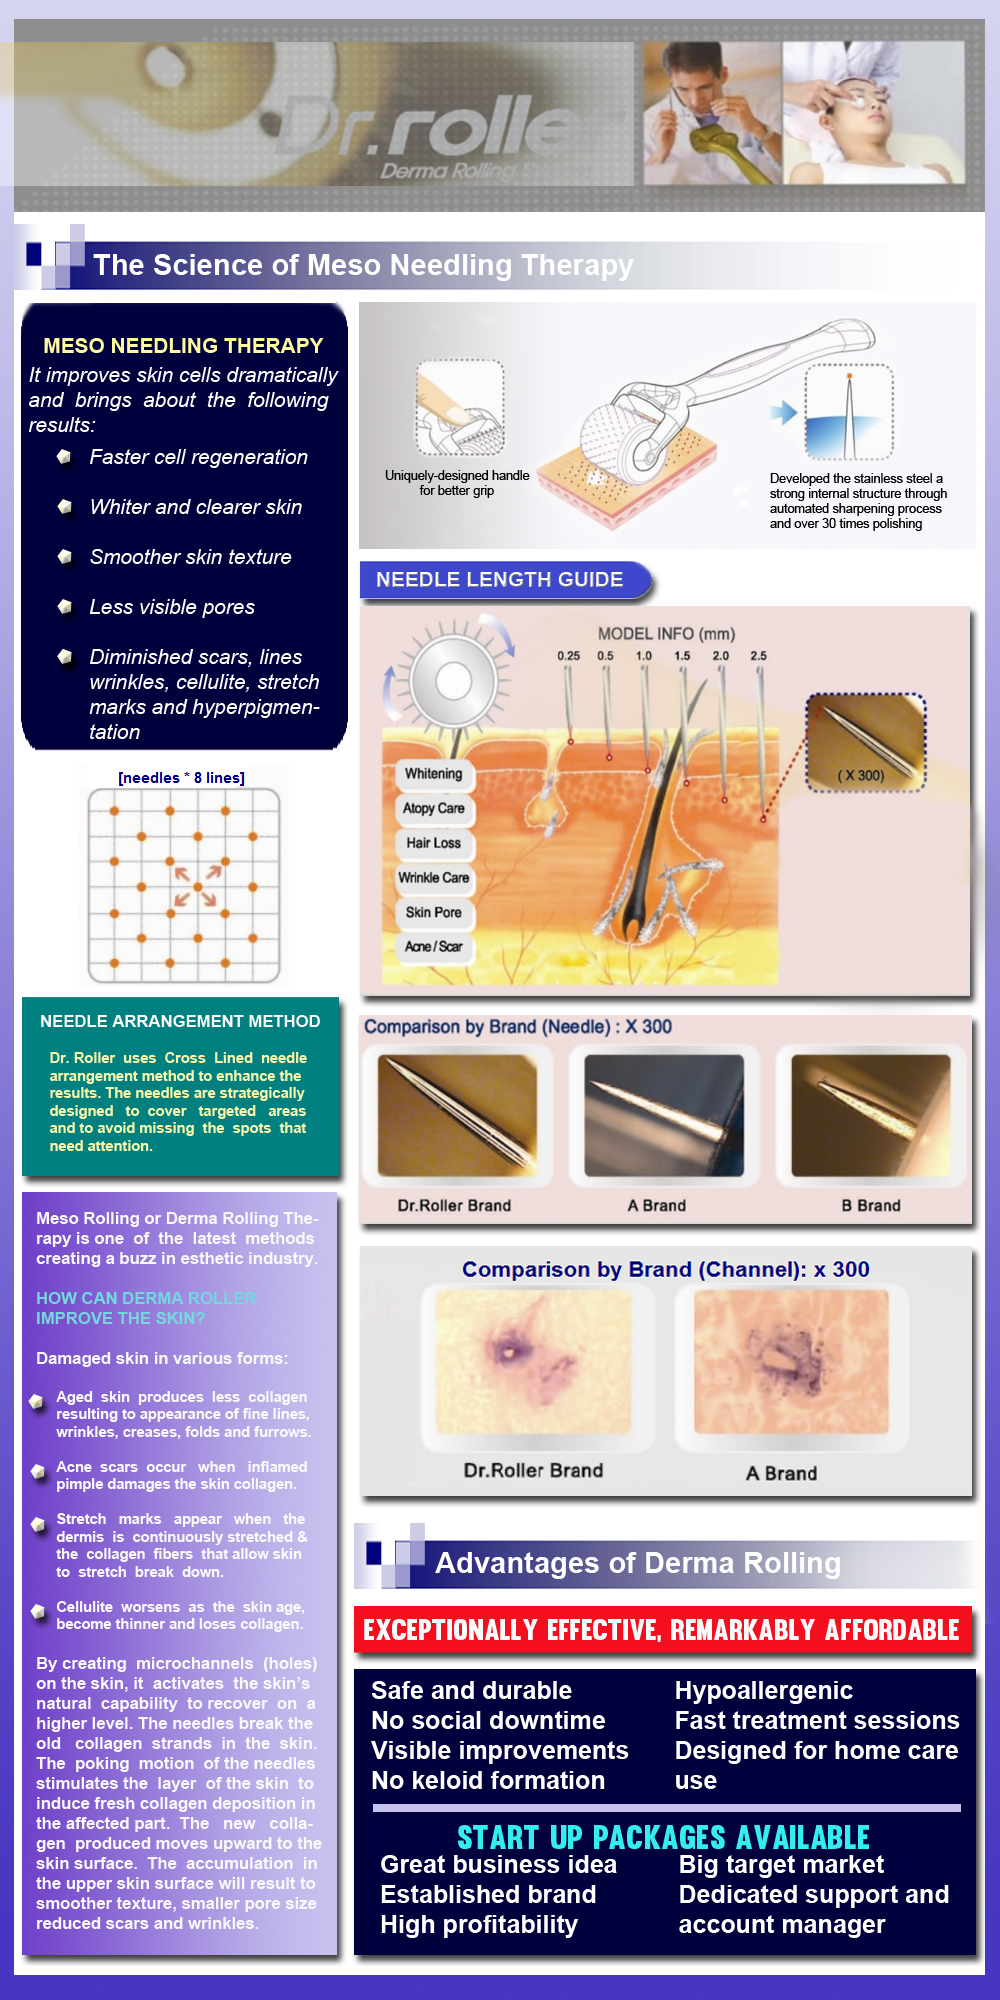 Dr.rolle
Derma Rolling S
The Science of Meso Needling Therapy
MESO NEEDLING THERAPY
It improves skin cells dramatically
and brings about the following
results:
Faster cell regeneration
Whiter and clearer skin
Smoother skin texture
Less visible pores
Diminished scars, lines
wrinkles, cellulite, stretch
marks and hyperpigmen-
tation
[needles * 8 lines]
NEEDLE ARRANGEMENT METHOD
Dr. Roller uses Cross Lined needle
arrangement method to enhance the
results. The needles are strategically
designed to cover targeted areas
and to avoid missing the spots that
need attention.
Meso Rolling or Derma Rolling The-
rapy is one of the latest methods
creating a buzz in esthetic industry.
HOW CAN DERMA ROLLER
IMPROVE THE SKIN?
Damaged skin in various forms:
Aged skin produces less collagen
resulting to appearance of fine lines,
wrinkles, creases, folds and furrows.
Acne scars occur when inflamed
pimple damages the skin collagen.
Stretch marks appear when the
dermis is continuously stretched &
the collagen fibers that allow skin
to stretch break down.
Cellulite worsens as the skin age,
become thinner and loses collagen.
By creating microchannels (holes)
on the skin, it activates the skin's
natural capability to recover on a
higher level. The needles break the
old collagen strands in the skin.
The poking motion of the needles
stimulates the layer of the skin to
induce fresh collagen deposition in
the affected part. The new colla-
gen produced moves upward to the
skin surface. The accumulation in
the upper skin surface will result to
smoother texture, smaller pore size
reduced scars and wrinkles.
Uniquely-designed handle
for better grip
Developed the stainless steel a
strong internal structure through
automated sharpening process
and over 30 times polishing
NEEDLE LENGTH GUIDE
MODEL INFO (mm)
0.25 0.5 1.0 1.5 2.0 2.5
( X 300)
Whitening
Atopy Care
Hair Loss
Wrinkle Care
Skin Pore
Acne / Scar
Comparison by Brand (Needle) : X 300
Dr.Roller Brand A Brand B Brand
Comparison by Brand (Channel): x 300
Dr.Roller Brand A Brand
Advantages of Derma Rolling
EXCEPTIONALLY EFFECTIVE, REMARKABLY AFFORDABLE
Safe and durable
No social downtime
Visible improvements
No keloid formation
Hypoallergenic
Fast treatment sessions
Designed for home care
use
START UP PACKAGES AVAILABLE
Great business idea
Established brand
High profitability
Big target market
Dedicated support and
account manager